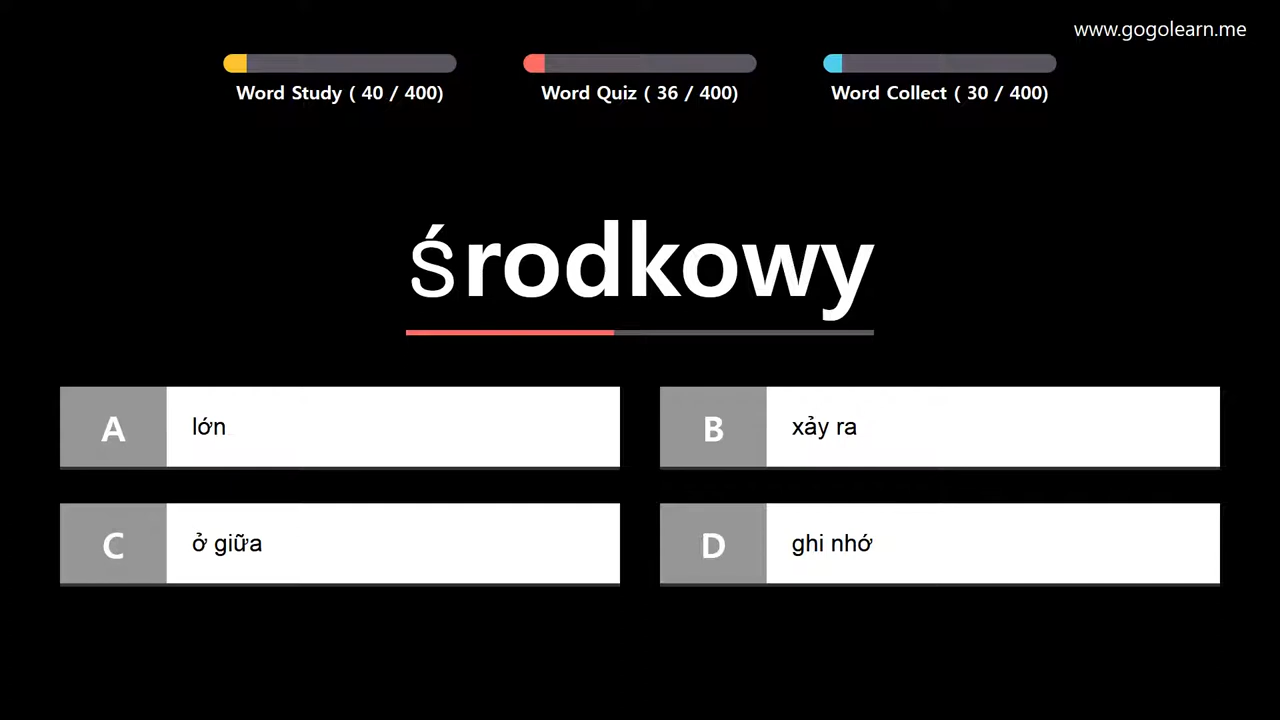 www.gogolearn.me
Word Study ( 40 / 400)
Word Quiz ( 36 / 400)
Word Collect ( 30 / 400)
środkowy
A
lớn
B
xảy ra
C
ở giữa
D
ghi nhớ